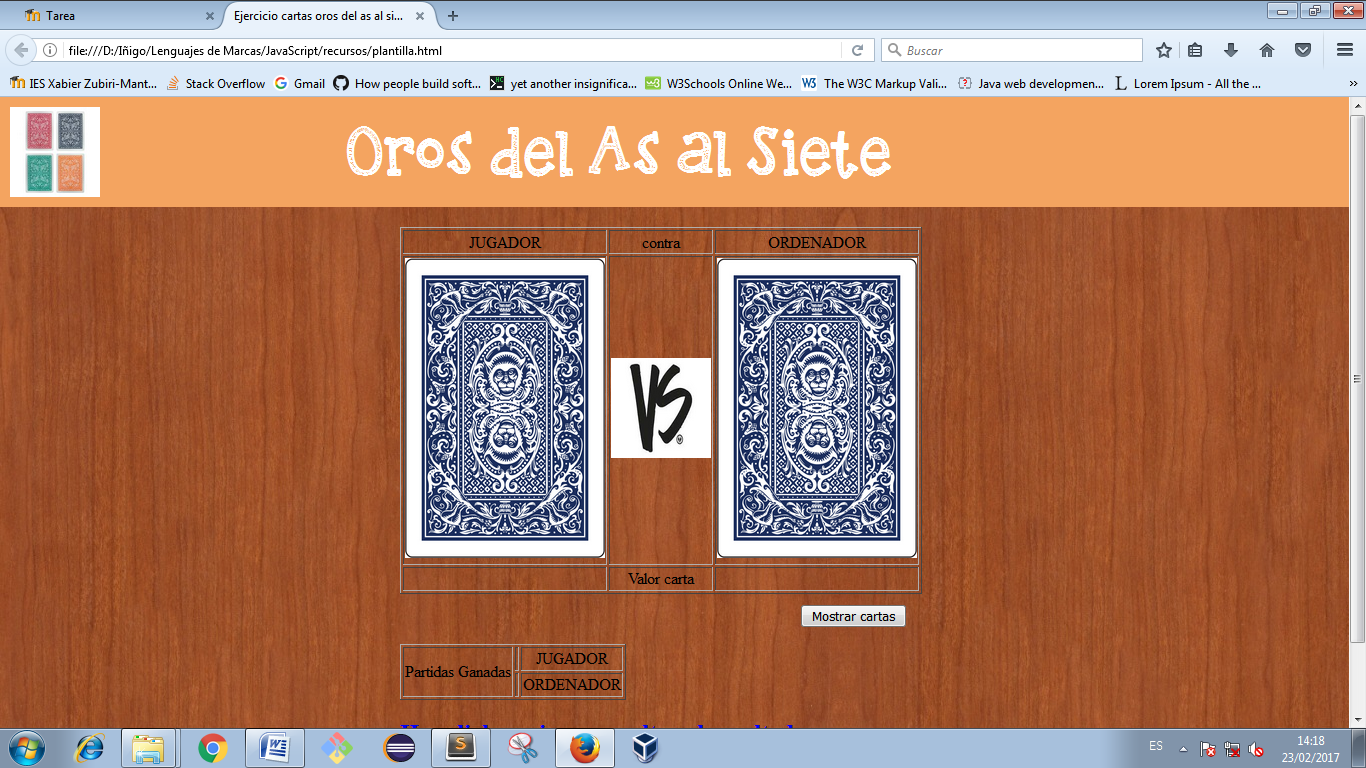 Tarea
Ejercicio cartas oros del as al si...
file:///D:/Iñigo/Lenguajes de Marcas/JavaScript/recursos/plantilla.html
Buscar
IES Xabier Zubiri-Mant... Stack Overflow Gmail How people build soft... yet another insignifica... W3Schools Online We... The W3C Markup Vali... Java web developmen... Lorem Ipsum - All the ...
Oros del As al Siete
JUGADOR contra ORDENADOR
VS
Valor carta
Mostrar cartas
Partidas Ganadas
JUGADOR
ORDENADOR
ES
14:18
23/02/2017